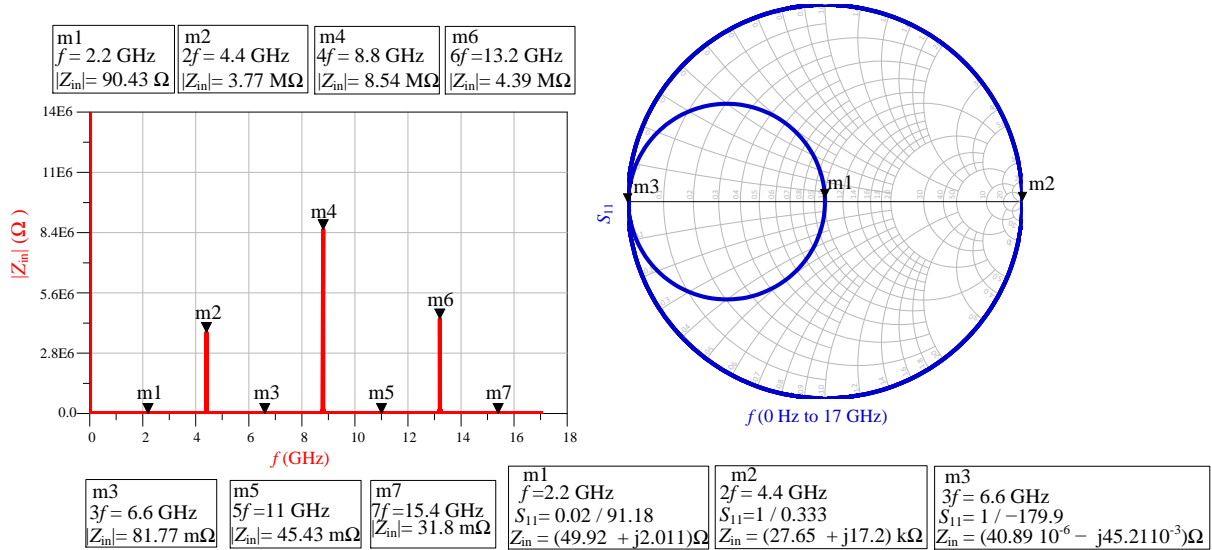 m1
f = 2.2 GHz
|Zin|= 90.43 Ω
m2
2f = 4.4 GHz
|Zin|= 3.77 MΩ
m4
4f = 8.8 GHz
|Zin|= 8.54 MΩ
m6
6f =13.2 GHz
|Zin|= 4.39 MΩ
14E6
11E6
8.4E6
5.6E6
2.8E6
0.0
|Zin| (Ω)
m1
m2
m3
m4
m5
m6
m7
0
2
4
6
8
10
12
14
16
18
f (GHz)
S11
m3
m1
m2
f (0 Hz to 17 GHz)
m3
3f = 6.6 GHz
|Zin|= 81.77 mΩ
m5
5f = 11 GHz
|Zin|= 45.43 mΩ
m7
7f = 15.4 GHz
|Zin|= 31.8 mΩ
m1
f =2.2 GHz
S11= 0.02 / 91.18
Zin = (49.92 + j2.011)Ω
m2
2f = 4.4 GHz
S11=1 / 0.333
Zin = (27.65 + j17.2) kΩ
m3
3f = 6.6 GHz
S11= 1 / −179.9
Zin = (40.89 10-6 − j45.2110-3)Ω